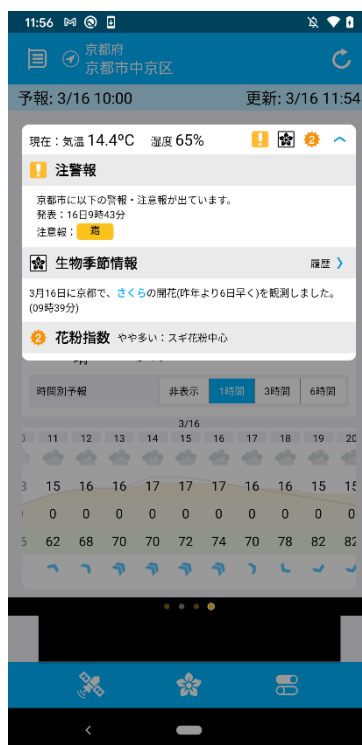 11:56
京都府
京都市中京区
予報: 3/16 10:00 更新: 3/16 11:54
現在：気温 14.4℃ 湿度 65% 2
注警報
京都市に以下の警報・注意報が出ています。
発表：16日9時43分
注意報： 霜
生物季節情報 履歴
3月16日に京都で、さくらの開花(昨年より6日早く)を観測しました。
(09時39分)
2 花粉指数 やや多い：スギ花粉中心
時間別予報 非表示 1時間 3時間 6時間
3/16
11 12 13 14 15 16 17 18 19 20
15 16 16 17 17 17 16 16 15 15
0 0 0 0 0 0 0 0 0 0
62 68 70 70 72 74 70 78 82 82